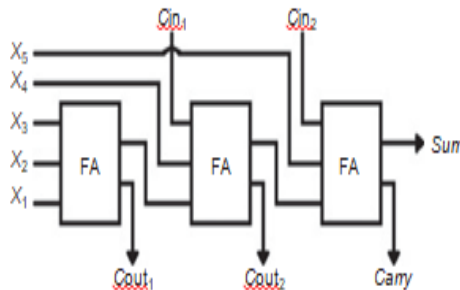 Cin1 Cin2
X5
X4
X3
X2
X1
FA FA FA
Sum
Cout1 Cout2 Carry